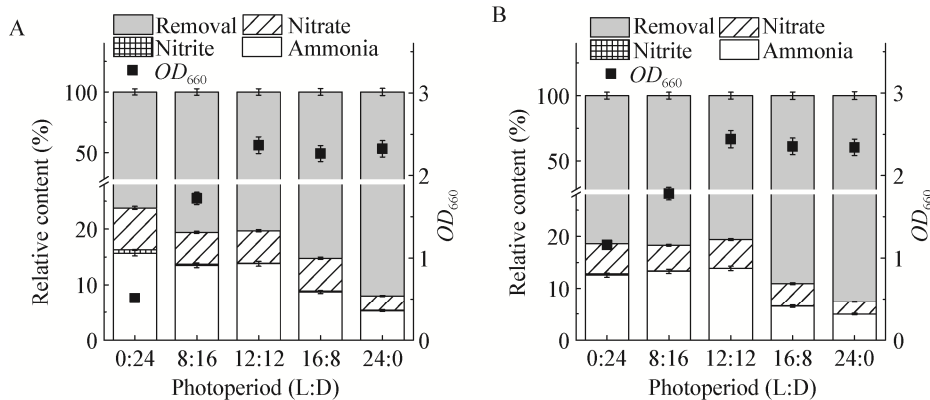 A
Removal Nitrate
Nitrite Ammonia
OD660
100
50
20
10
0
3
2
1
0
Relative content (%)
OD660
0:24 8:16 12:12 16:8 24:0
Photoperiod (L:D)
B
Removal Nitrate
Nitrite Ammonia
OD660
100
50
20
10
0
3
2
1
0
Relative content (%)
OD660
0:24 8:16 12:12 16:8 24:0
Photoperiod (L:D)